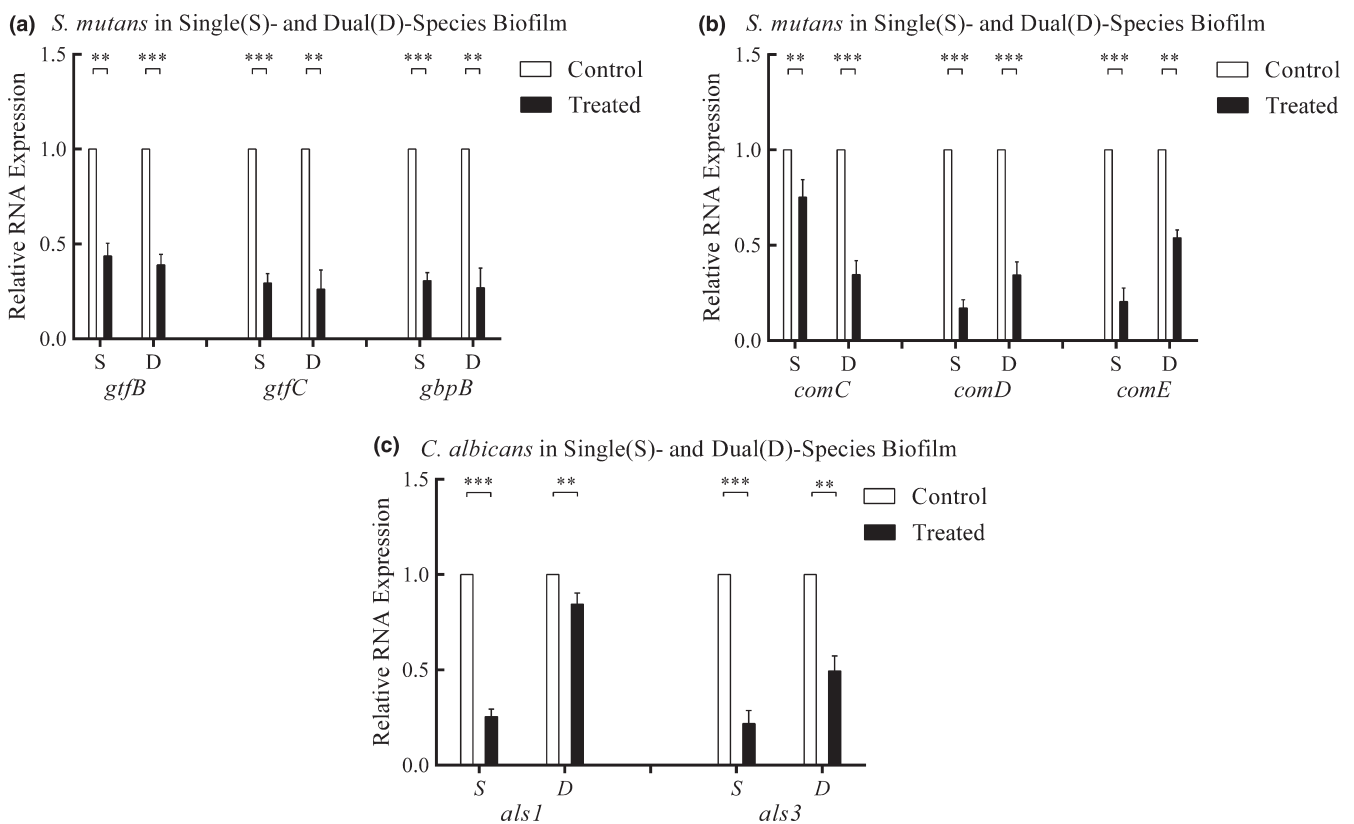 (a) S. mutans in Single(S)- and Dual(D)-Species Biofilm
Relative RNA Expression
1.5
1.0
0.5
0.0
** *** *** ** *** **
Control
Treated
S D S D S D
gtfB gtfC gbpB
(b) S. mutans in Single(S)- and Dual(D)-Species Biofilm
Relative RNA Expression
1.5
1.0
0.5
0.0
** *** *** *** *** **
Control
Treated
S D S D S D
comC comD comE
(c) C. albicans in Single(S)- and Dual(D)-Species Biofilm
Relative RNA Expression
1.5
1.0
0.5
0.0
*** ** *** **
Control
Treated
S D S D
als1 als3